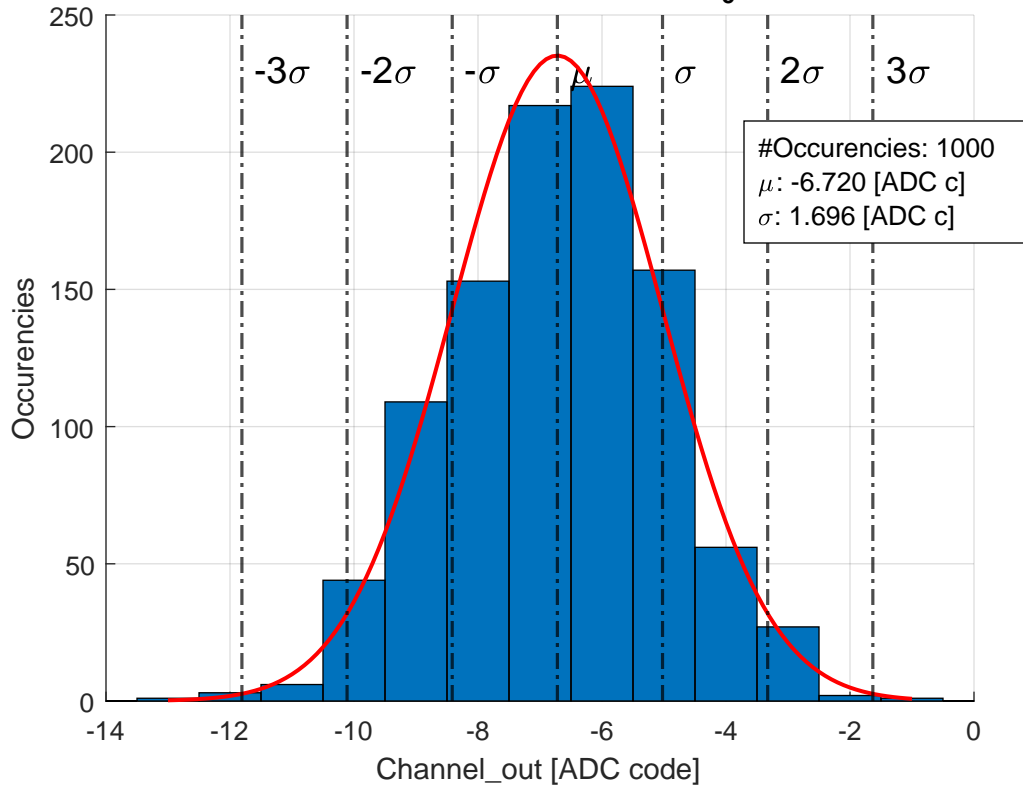 250
200
150
100
50
0
Occurencies
-3σ -2σ -σ μ σ 2σ 3σ
#Occurencies: 1000
μ: -6.720 [ADC c]
σ: 1.696 [ADC c]
-14 -12 -10 -8 -6 -4 -2 0
Channel_out [ADC code]